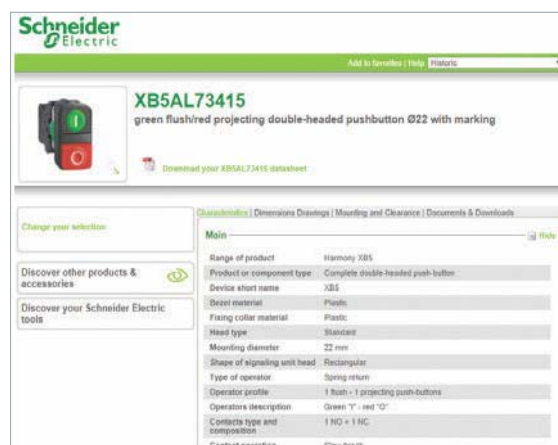 Schneider
Electric
Add to favorites | Help Historic
XB5AL73415
green flush/red projecting double-headed pushbutton Ø22 with marking
Download your XB5AL73415 datasheet
Change your selection
Discover other products & accessories
Discover your Schneider Electric tools
Characteristics | Dimensions Drawings | Mounting and Clearance | Documents & Downloads
Main
Hide
Range of product Harmony XB5
Product or component type Complete double-headed push-button
Device short name XB5
Bezel material Plastic
Fixing collar material Plastic
Head type Standard
Mounting diameter 22 mm
Shape of signaling unit head Rectangular
Type of operator Spring return
Operator profile 1 flush - 1 projecting push-buttons
Operators description Green "I" - red "O"
Contacts type and composition 1 NO + 1 NC